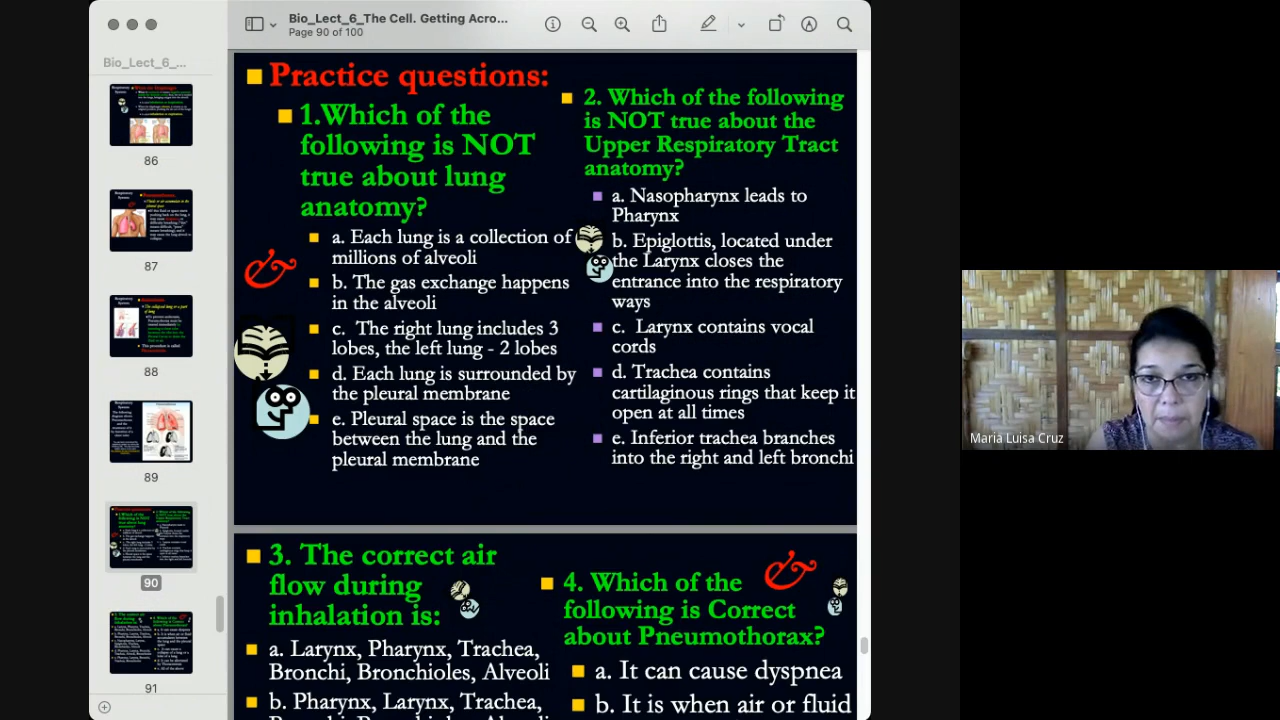 Bio_Lect_6_The Cell. Getting Acro...
Page 90 of 100
Bio_Lect_6_...
86
87
88
89
90
91
Practice questions:
1.Which of the
following is NOT
true about lung
anatomy?
a. Each lung is a collection of
millions of alveoli
b. The gas exchange happens
in the alveoli
c. The right lung includes 3
lobes, the left lung - 2 lobes
d. Each lung is surrounded by
the pleural membrane
e. Pleural space is the space
between the lung and the
pleural membrane
2. Which of the following
is NOT true about the
Upper Respiratory Tract
anatomy?
a. Nasopharynx leads to
Pharynx
b. Epiglottis, located under
the Larynx closes the
entrance into the respiratory
ways
c. Larynx contains vocal
cords
d. Trachea contains
cartilaginous rings that keep it
open at all times
e. Inferior trachea branches
into the right and left bronchi
3. The correct air
flow during
inhalation is:
a. Larynx, Pharynx, Trachea,
Bronchi, Bronchioles, Alveoli
b. Pharynx, Larynx, Trachea,
4. Which of the
following is Correct
about Pneumothorax?
a. It can cause dyspnea
b. It is when air or fluid
Maria Luisa Cruz